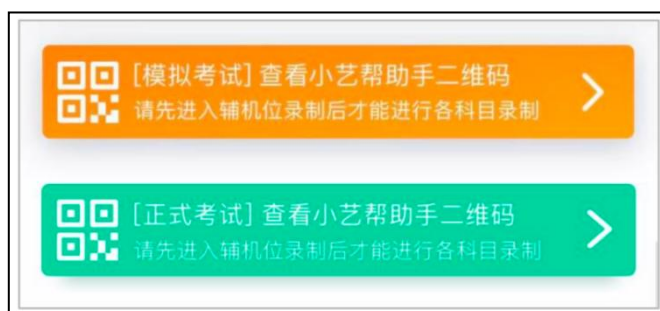 [模拟考试] 查看小艺帮助手二维码
请先进入辅机位录制后才能进行各科目录制
[正式考试] 查看小艺帮助手二维码
请先进入辅机位录制后才能进行各科目录制